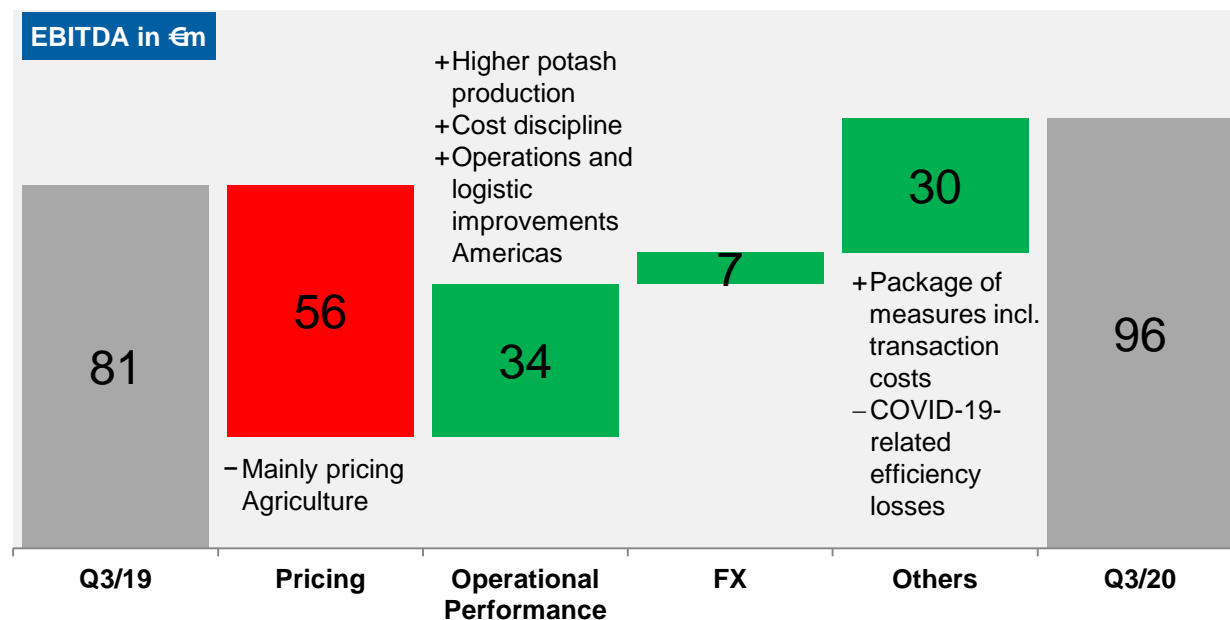 EBITDA in €m
+Higher potash
production
+Cost discipline
+Operations and
logistic
improvements
Americas
81
56
−Mainly pricing
Agriculture
34
7
30
+Package of
measures incl.
transaction
costs
−COVID-19-
related
efficiency
losses
96
Q3/19
Pricing
Operational
Performance
FX
Others
Q3/20